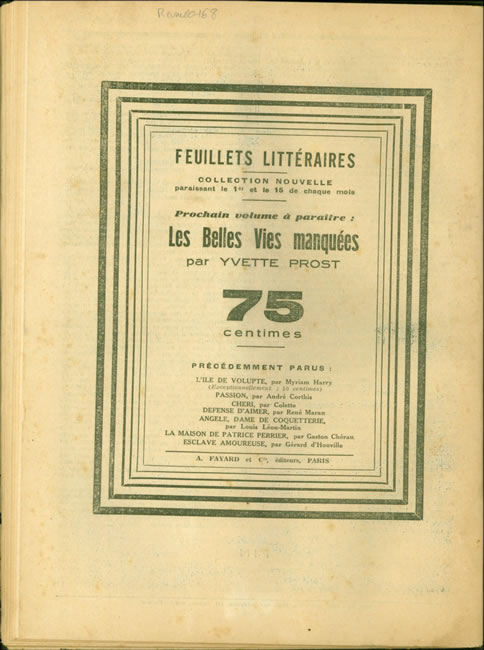 FEUILLETS LITTÉRAIRES
COLLECTION NOUVELLE
paraissant le 1er et le 15 de chaque mois
Prochain volume à paraître :
Les Belles Vies manquées
par YVETTE PROST
75
centimes
PRÉCÉDEMMENT PARUS :
L'ILE DE VOLUPTE, par Myriam Harry
(Exceptionnellement : centimes)
PASSION, par André Corthis
CHERI, par Colette
DEFENSE D'AIMER, par René Maran
ANGELE, DAME DE COQUETTERIE,
par Louis Léon-Martin
LA MAISON DE PATRICE PERRIER, par Gaston Chérau
ESCLAVE AMOUREUSE, par Gérard d'Houville
A. FAYARD et Cie, éditeurs, PARIS